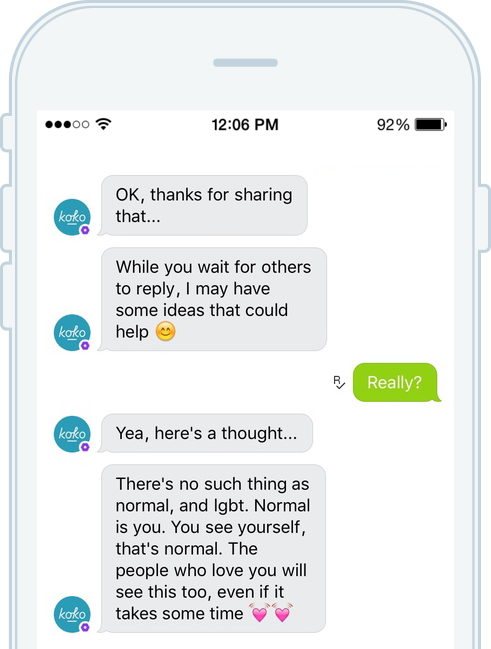 12:06 PM
92%
OK, thanks for sharing
that...
koko
While you wait for others
to reply, I may have
some ideas that could
help 😊
koko
R Really?
Yea, here's a thought...
koko
There's no such thing as
normal, and lgbt. Normal
is you. You see yourself,
that's normal. The
people who love you will
see this too, even if it
takes some time 💓💓
koko